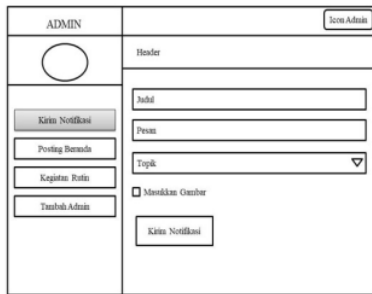 ADMIN
Icon Admin
Header
Kirim Notifikasi
Posting Beranda
Kegiatan Rutin
Tambah Admin
Judul
Pesan
Topik
Masukkan Gambar
Kirim Notifikasi